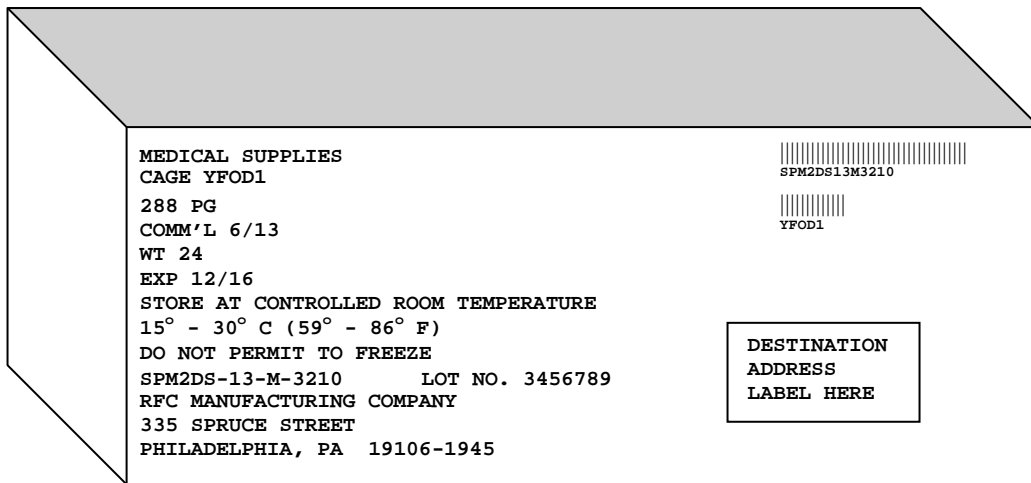 MEDICAL SUPPLIES
CAGE YFOD1
288 PG
COMM’L 6/13
WT 24
EXP 12/16
STORE AT CONTROLLED ROOM TEMPERATURE
15° - 30° C (59° - 86° F)
DO NOT PERMIT TO FREEZE
SPM2DS-13-M-3210 LOT NO. 3456789
RFC MANUFACTURING COMPANY
335 SPRUCE STREET
PHILADELPHIA, PA 19106-1945
SPM2DS13M3210
YFOD1
DESTINATION
ADDRESS
LABEL HERE